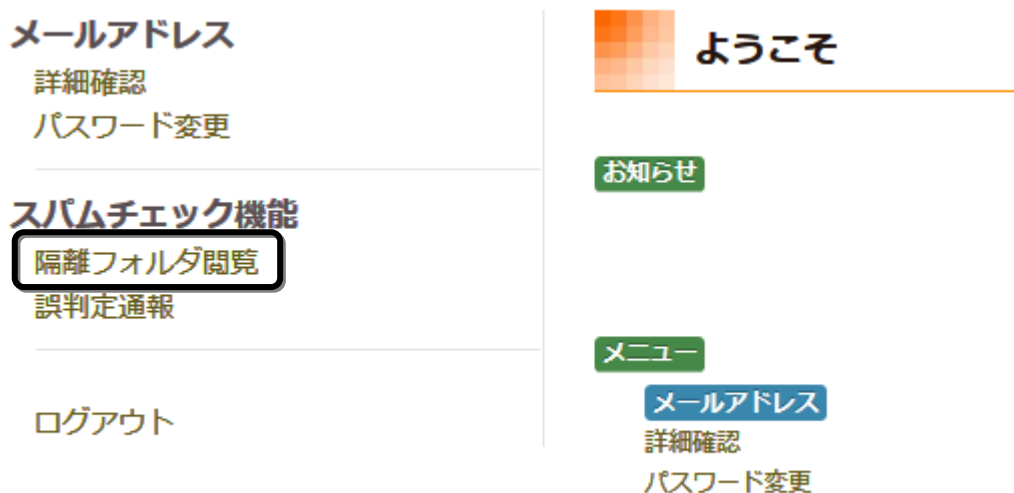 メールアドレス
詳細確認
パスワード変更
スパムチェック機能
隔離フォルダ閲覧
誤判定通報
ログアウト
ようこそ
お知らせ
メニュー
メールアドレス
詳細確認
パスワード変更